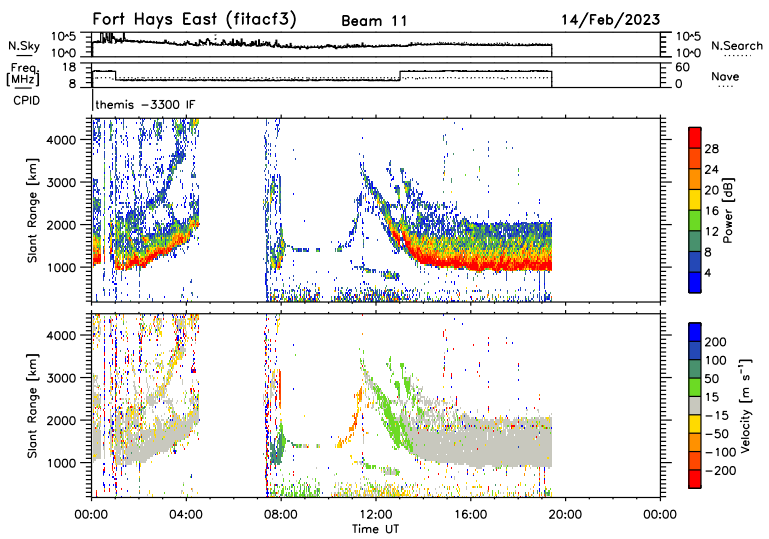 Fort Hays East (fitacf3) Beam 11 14/Feb/2023
N.Sky 10^5 10^0 10^5 10^0 N.Search
Freq. [MHz] 18 8 60 0 Nave
CPID themis -3300 IF
Slant Range [km]
4000
3000
2000
1000
Power [dB]
28
24
20
16
12
8
4
Slant Range [km]
4000
3000
2000
1000
Velocity [m s⁻¹]
200
100
50
15
-15
-50
-100
-200
00:00 04:00 08:00 12:00 16:00 20:00 00:00
Time UT